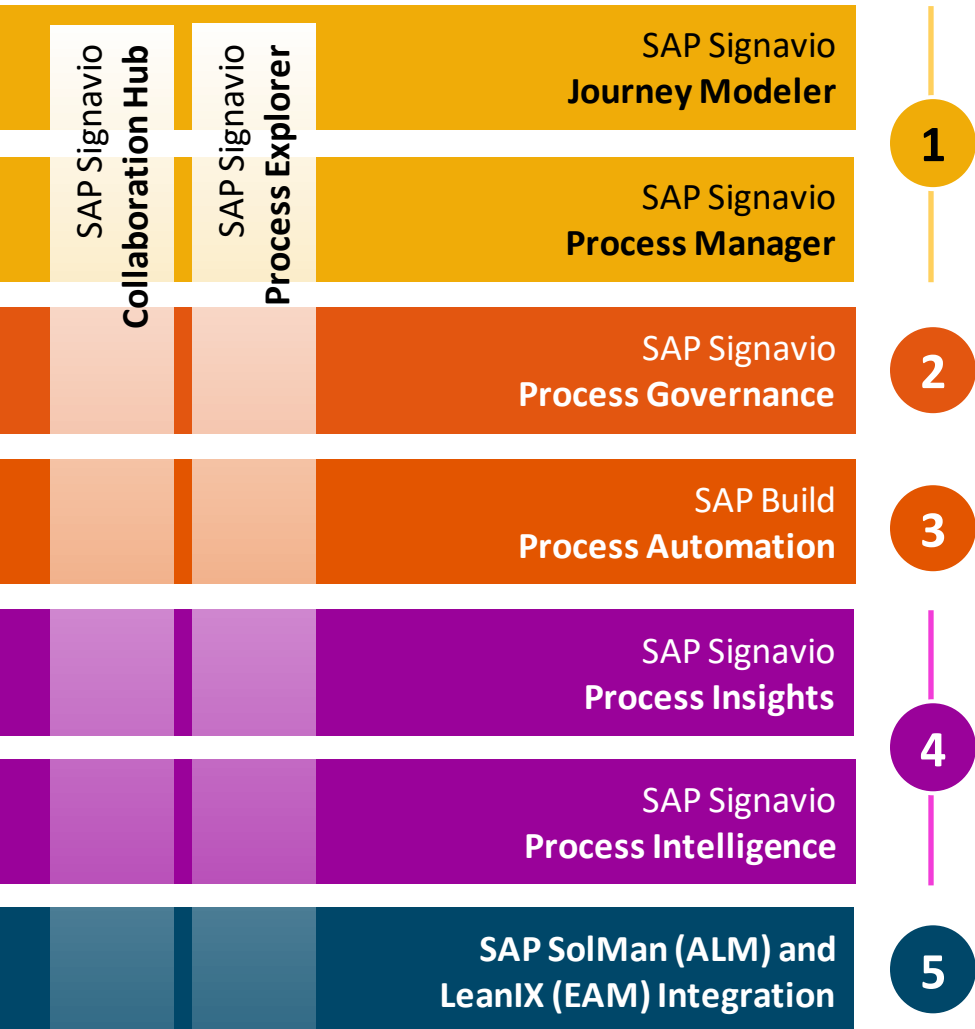 SAP Signavio
Collaboration Hub
SAP Signavio
Process Explorer
SAP Signavio
Journey Modeler
1
SAP Signavio
Process Manager
SAP Signavio
Process Governance
2
SAP Build
Process Automation
3
SAP Signavio
Process Insights
4
SAP Signavio
Process Intelligence
SAP SolMan (ALM) and
LeanIX (EAM) Integration
5